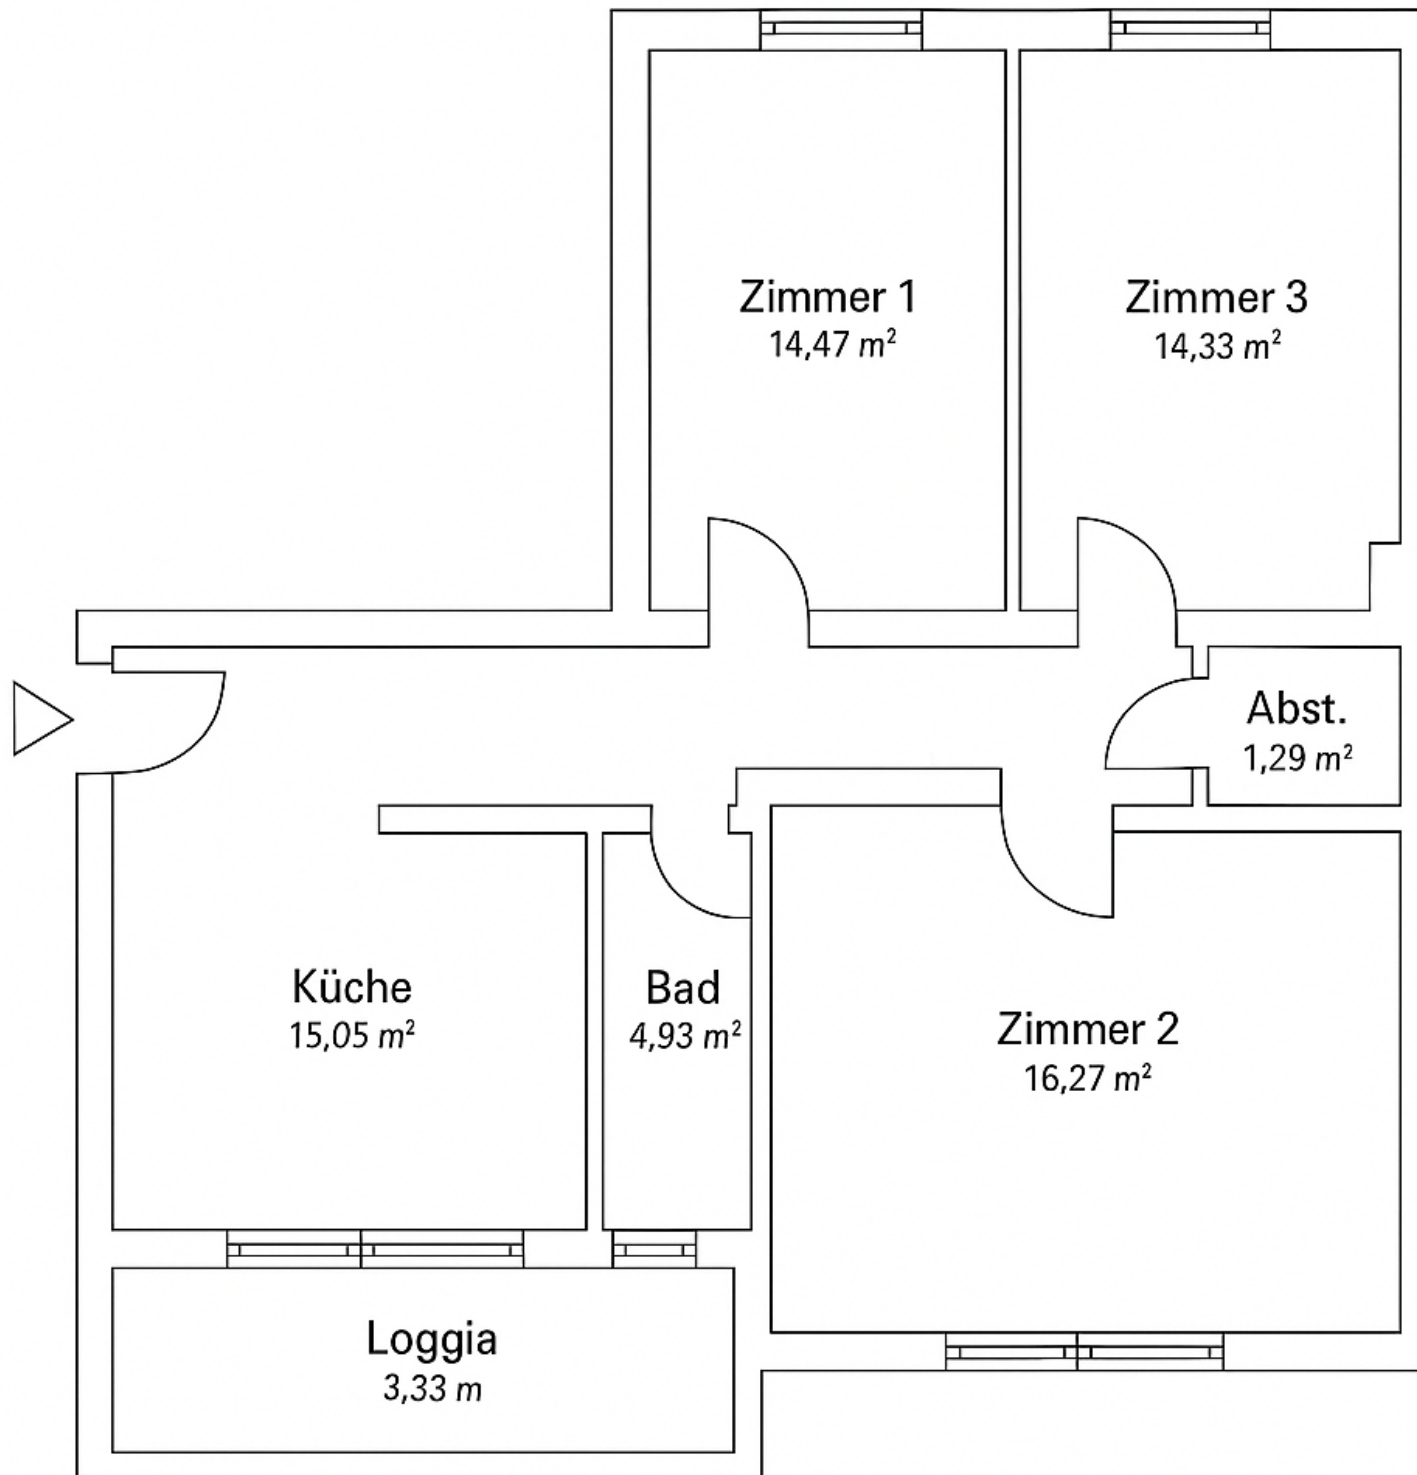 Zimmer 1
14,47 m²
Zimmer 3
14,33 m²
Abst.
1,29 m²
Küche
15,05 m²
Bad
4,93 m²
Zimmer 2
16,27 m²
Loggia
3,33 m